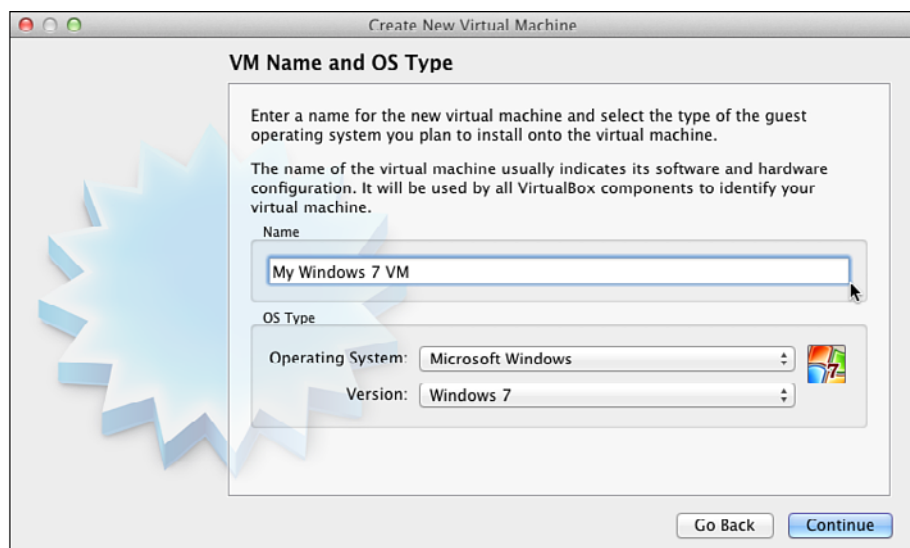 Create New Virtual Machine
VM Name and OS Type
Enter a name for the new virtual machine and select the type of the guest
operating system you plan to install onto the virtual machine.
The name of the virtual machine usually indicates its software and hardware
configuration. It will be used by all VirtualBox components to identify your
virtual machine.
Name
My Windows 7 VM
OS Type
Operating System: Microsoft Windows
7
Version: Windows 7
Go Back Continue